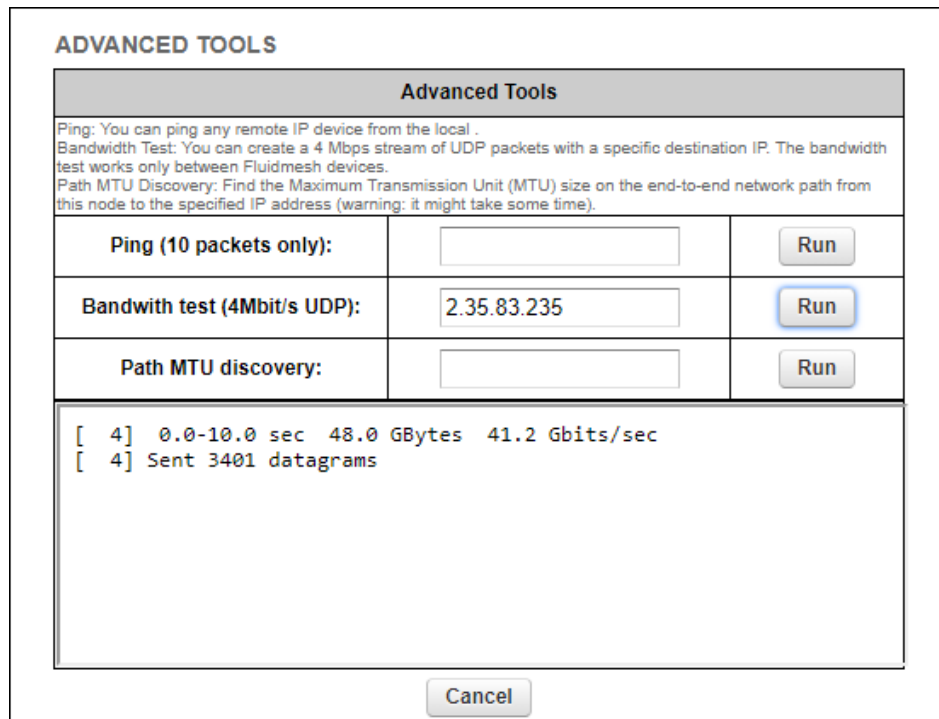 ADVANCED TOOLS
Advanced Tools
Ping: You can ping any remote IP device from the local .
Bandwidth Test: You can create a 4 Mbps stream of UDP packets with a specific destination IP. The bandwidth
test works only between Fluidmesh devices.
Path MTU Discovery: Find the Maximum Transmission Unit (MTU) size on the end-to-end network path from
this node to the specified IP address (warning: it might take some time).
Ping (10 packets only): Run
Bandwith test (4Mbit/s UDP): 2.35.83.235 Run
Path MTU discovery: Run
[  4]  0.0-10.0 sec  48.0 GBytes  41.2 Gbits/sec
[  4] Sent 3401 datagrams
Cancel